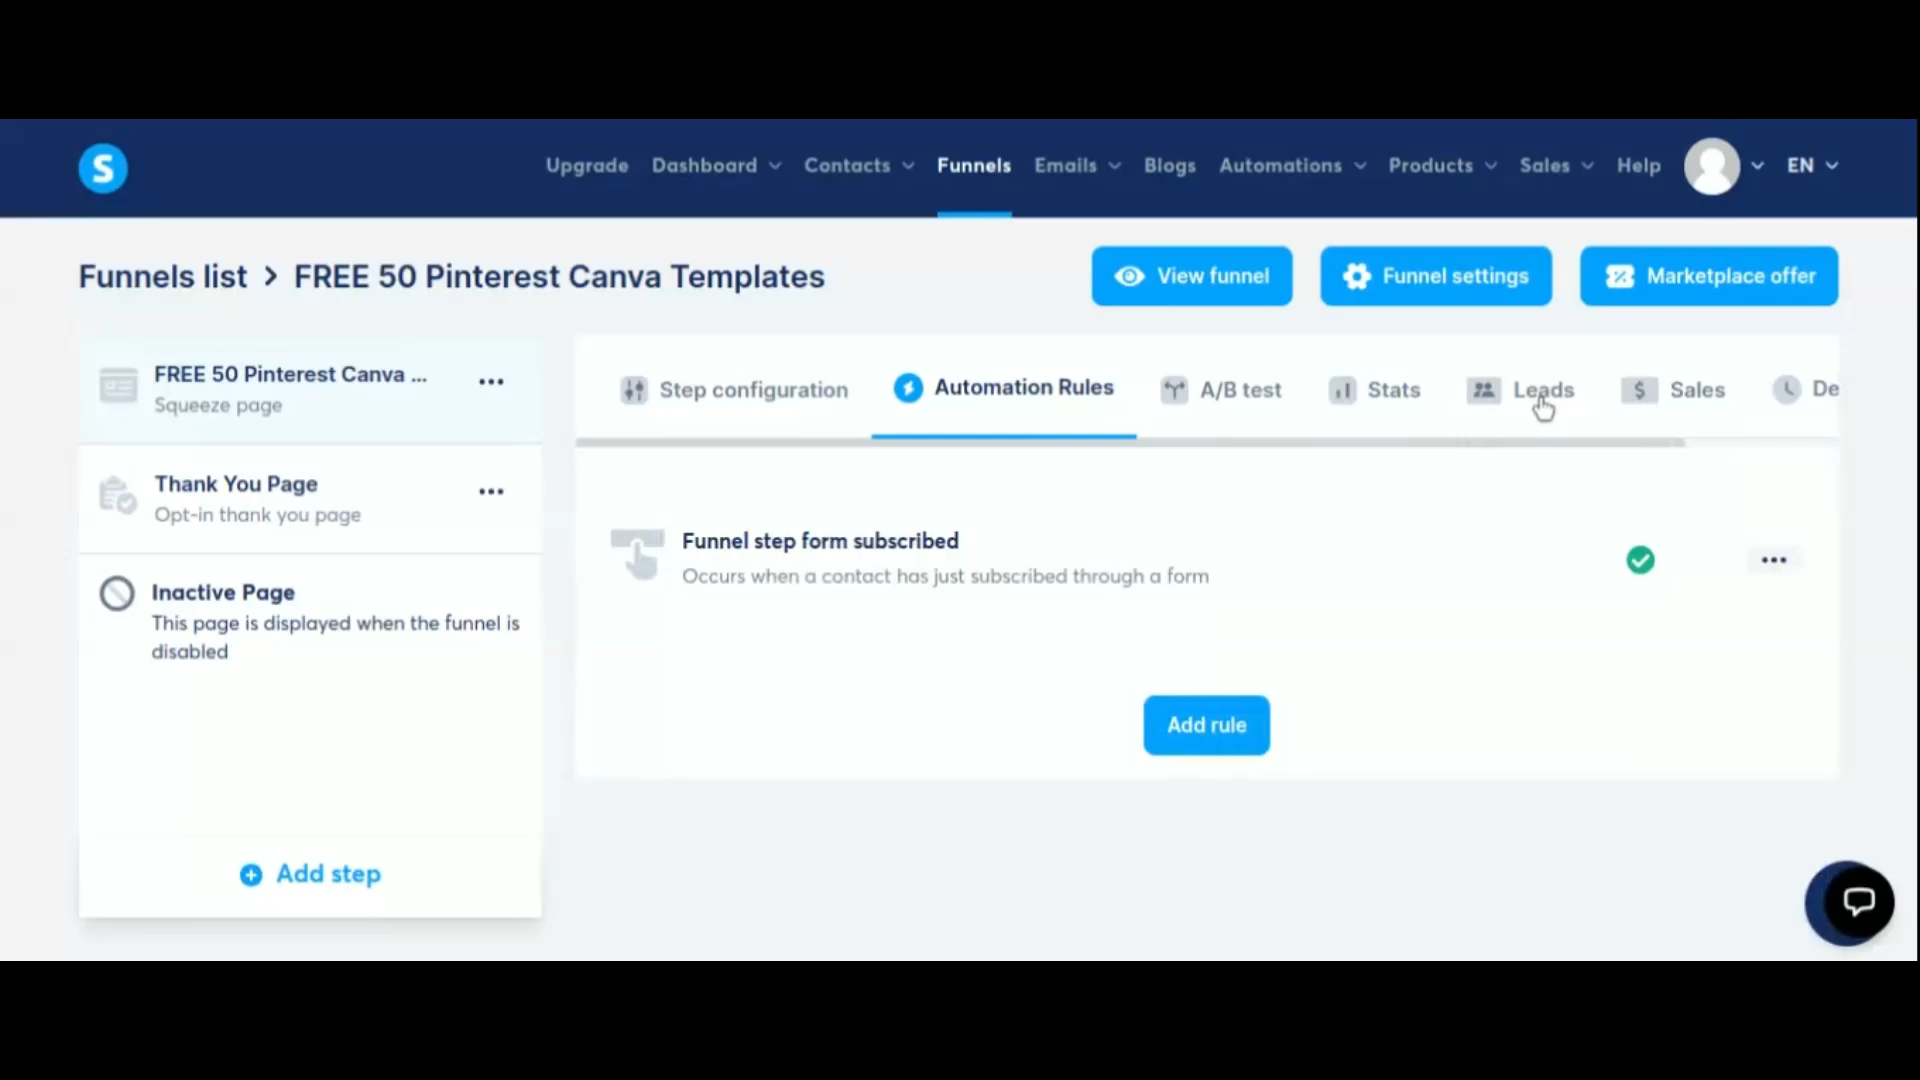 S
Upgrade Dashboard Contacts Funnels Emails Blogs Automations Products Sales Help EN
Funnels list > FREE 50 Pinterest Canva Templates
View funnel
Funnel settings
Marketplace offer
FREE 50 Pinterest Canva ...
Squeeze page
Step configuration
Automation Rules
A/B test
Stats
Leads
$ Sales
De
Thank You Page
Opt-in thank you page
Funnel step form subscribed
Occurs when a contact has just subscribed through a form
Inactive Page
This page is displayed when the funnel is
disabled
Add rule
Add step